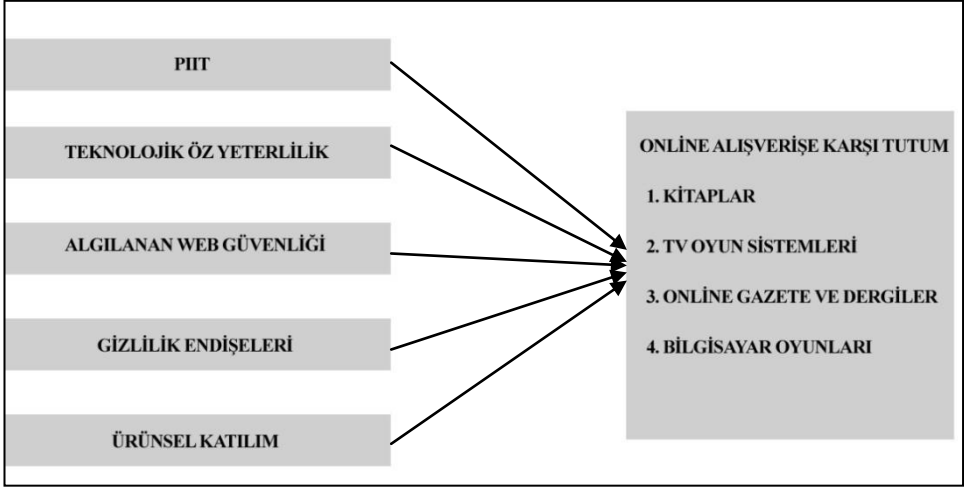 PIIT
TEKNOLOJİK ÖZ YETERLİLİK
ALGILANAN WEB GÜVENLİĞİ
GİZLİLİK ENDİŞELERİ
ÜRÜNSEL KATILIM
ONLİNE ALIŞVERİŞE KARŞI TUTUM
1. KİTAPLAR
2. TV OYUN SİSTEMLERİ
3. ONLİNE GAZETE VE DERGİLER
4. BİLGİSAYAR OYUNLARI